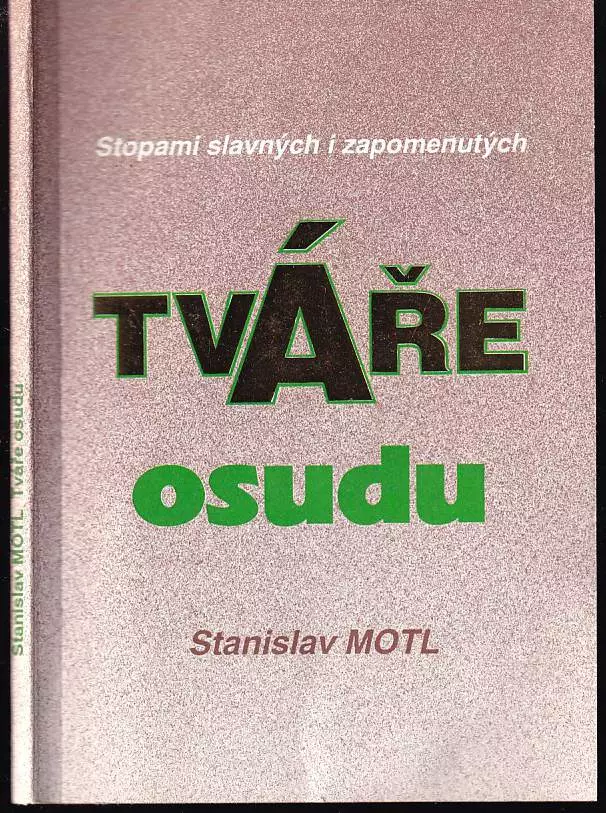 Stopami slavných i zapomenutých
TVÁŘE
osudu
Stanislav MOTL
Stanislav MOTL Tváře osudu